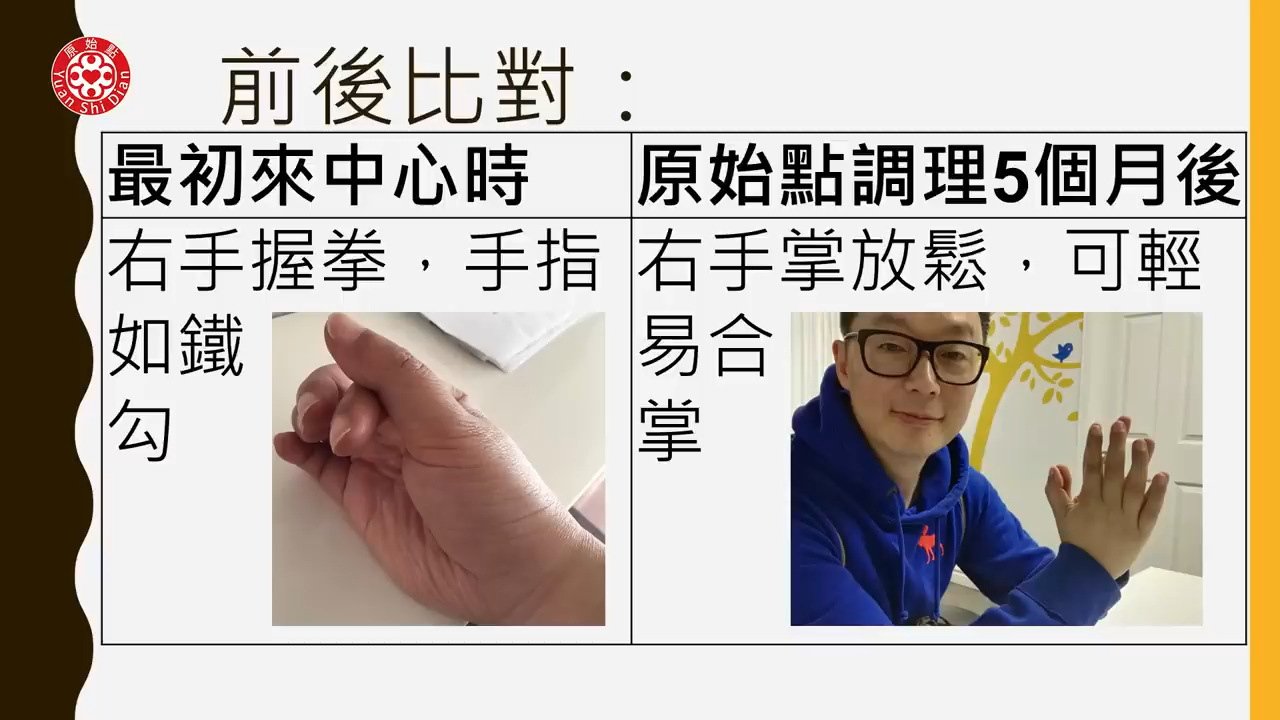 原始點
Yuan Shi Dian
前後比對：
最初來中心時
右手握拳，手指
如鐵
勾
原始點調理5個月後
右手掌放鬆，可輕
易合
掌